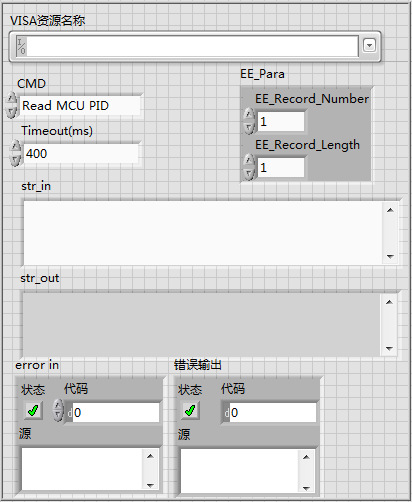 VISA资源名称
I/O
EE_Para
CMD
Read MCU PID
EE_Record_Number
1
Timeout(ms)
400
EE_Record_Length
1
str_in
str_out
error in
错误输出
状态 代码
状态 代码
d0
d0
源
源